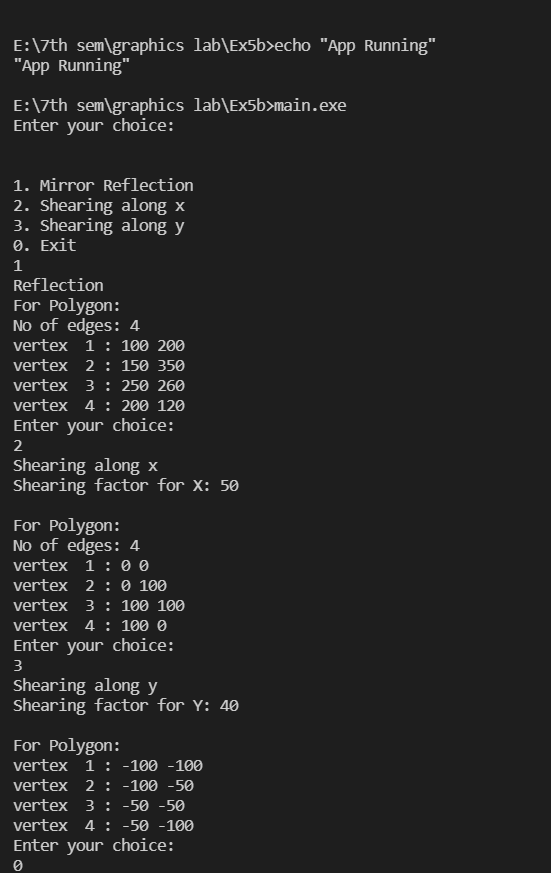 E:\7th sem\graphics lab\Ex5b>echo "App Running"
"App Running"
E:\7th sem\graphics lab\Ex5b>main.exe
Enter your choice:
1. Mirror Reflection
2. Shearing along x
3. Shearing along y
0. Exit
1
Reflection
For Polygon:
No of edges: 4
vertex  1 : 100 200
vertex  2 : 150 350
vertex  3 : 250 260
vertex  4 : 200 120
Enter your choice:
2
Shearing along x
Shearing factor for X: 50
For Polygon:
No of edges: 4
vertex  1 : 0 0
vertex  2 : 0 100
vertex  3 : 100 100
vertex  4 : 100 0
Enter your choice:
3
Shearing along y
Shearing factor for Y: 40
For Polygon:
vertex  1 : -100 -100
vertex  2 : -100 -50
vertex  3 : -50 -50
vertex  4 : -50 -100
Enter your choice:
0